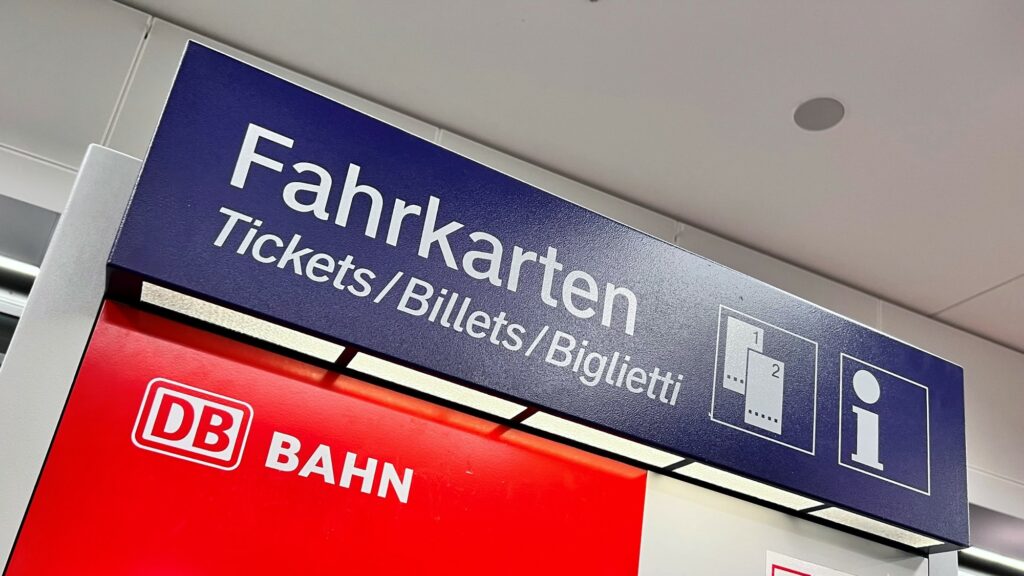 Fahrkarten
Tickets/Billets/Biglietti
1
2
i
DB BAHN